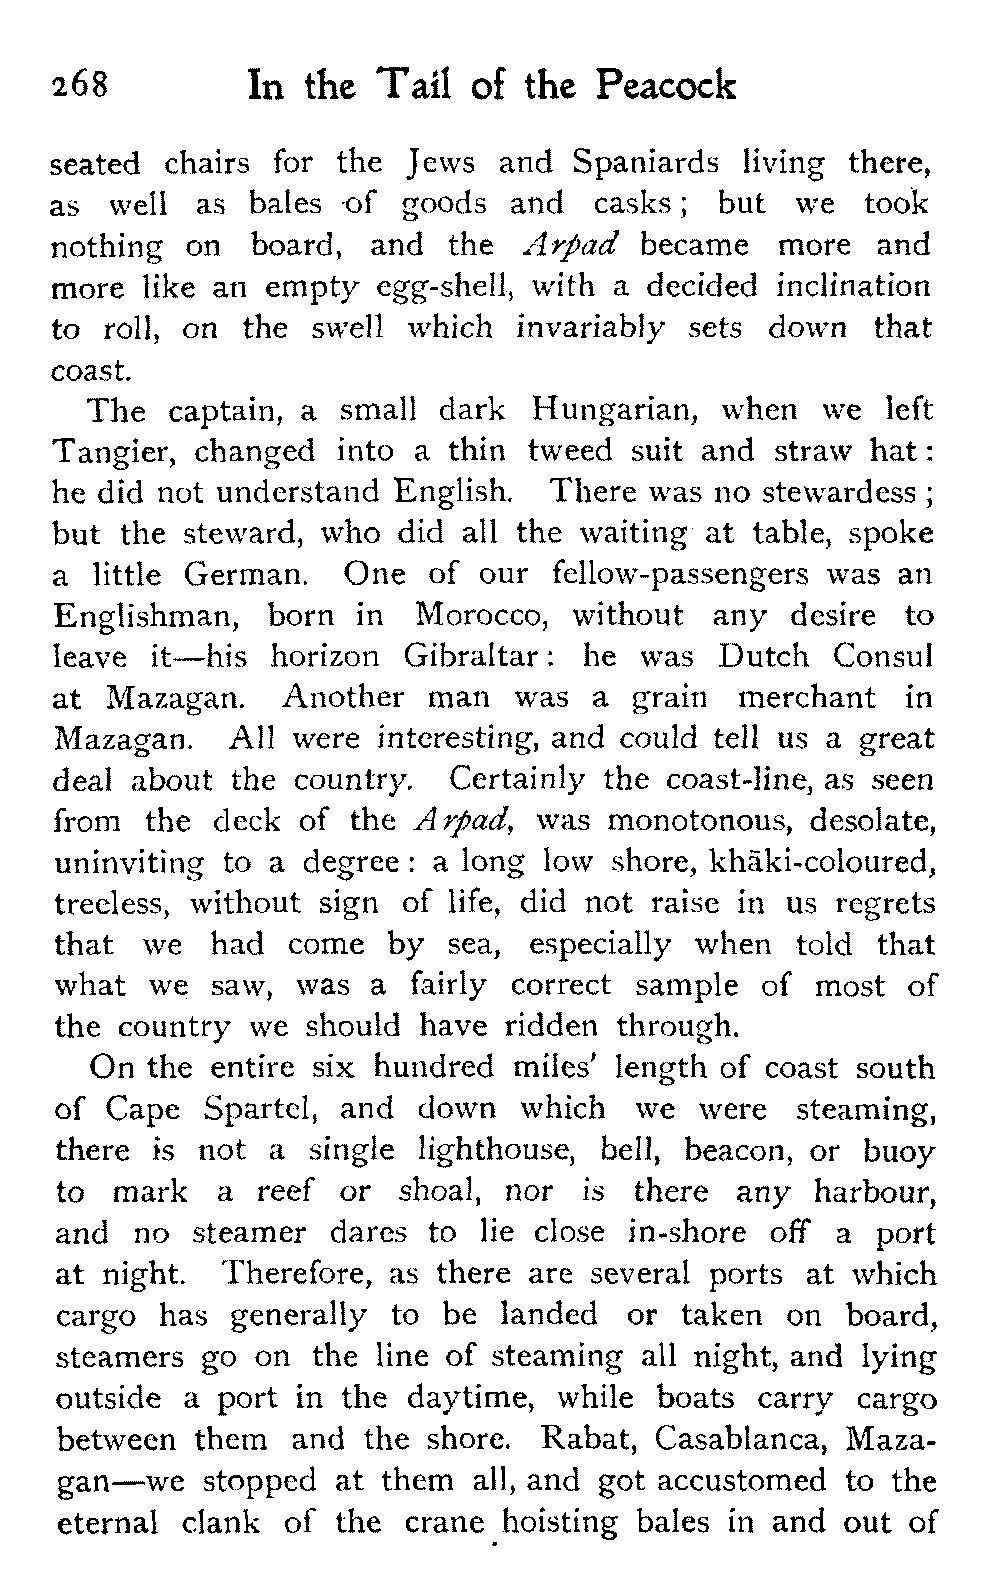 268 In the Tail of the Peacock
seated chairs for the Jews and Spaniards living there,
as well as bales of goods and casks ; but we took
nothing on board, and the Arpad became more and
more like an empty egg-shell, with a decided inclination
to roll, on the swell which invariably sets down that
coast.
The captain, a small dark Hungarian, when we left
Tangier, changed into a thin tweed suit and straw hat :
he did not understand English. There was no stewardess ;
but the steward, who did all the waiting at table, spoke
a little German. One of our fellow-passengers was an
Englishman, born in Morocco, without any desire to
leave it—his horizon Gibraltar : he was Dutch Consul
at Mazagan. Another man was a grain merchant in
Mazagan. All were interesting, and could tell us a great
deal about the country. Certainly the coast-line, as seen
from the deck of the Arpad, was monotonous, desolate,
uninviting to a degree : a long low shore, khāki-coloured,
treeless, without sign of life, did not raise in us regrets
that we had come by sea, especially when told that
what we saw, was a fairly correct sample of most of
the country we should have ridden through.
On the entire six hundred miles' length of coast south
of Cape Spartel, and down which we were steaming,
there is not a single lighthouse, bell, beacon, or buoy
to mark a reef or shoal, nor is there any harbour,
and no steamer dares to lie close in-shore off a port
at night. Therefore, as there are several ports at which
cargo has generally to be landed or taken on board,
steamers go on the line of steaming all night, and lying
outside a port in the daytime, while boats carry cargo
between them and the shore. Rabat, Casablanca, Maza-
gan—we stopped at them all, and got accustomed to the
eternal clank of the crane hoisting bales in and out of